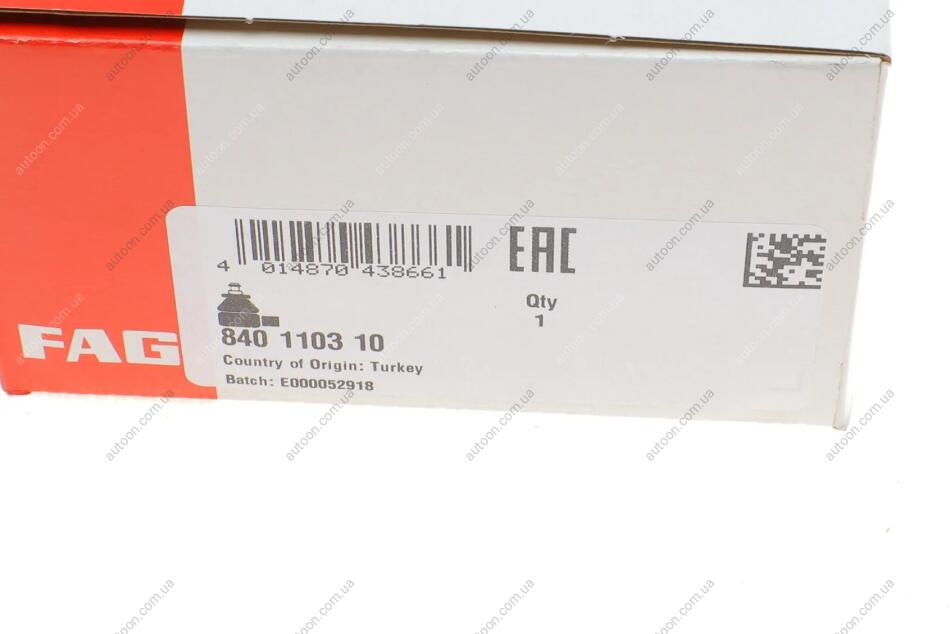 4 014870 438661
EAC
Qty
1
840 1103 10
Country of Origin: Turkey
Batch: E000052918
FAG
autoon.com.ua